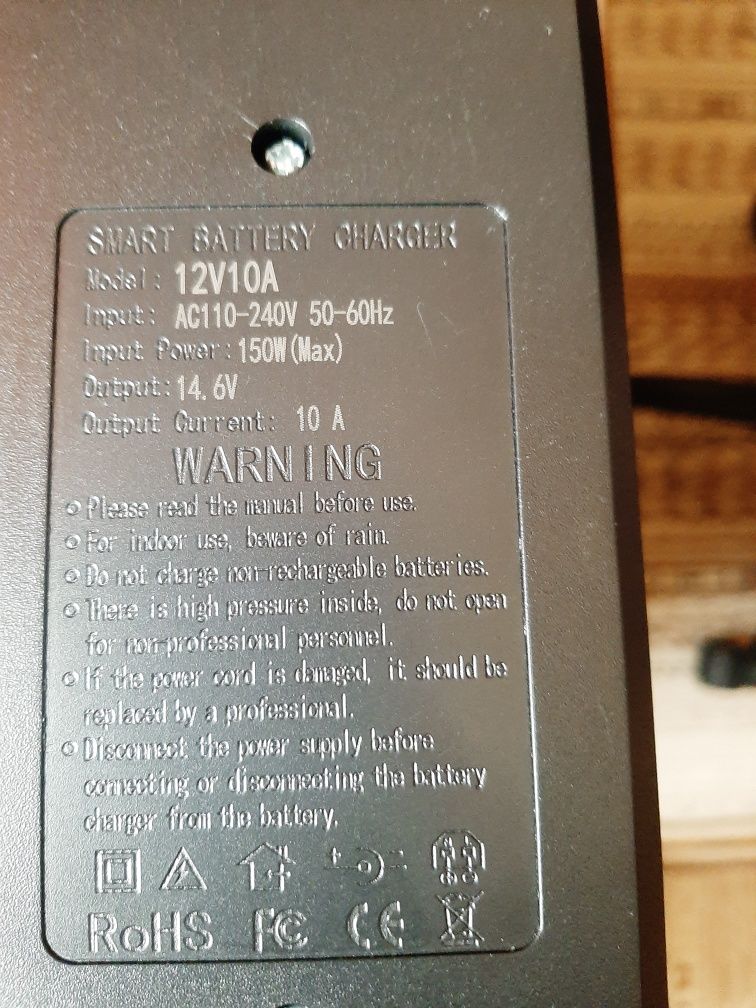 SMART BATTERY CHARGER
Model: 12V10A
Input: AC110-240V 50-60Hz
Input Power: 150W(Max)
Output: 14.6V
Output Current: 10 A
WARNING
Please read the manual before use.
For indoor use, beware of rain.
Do not charge non-rechargeable batteries.
There is high pressure inside, do not open
for non-professional personnel.
If the power cord is damaged, it should be
replaced by a professional.
Disconnect the power supply before
connecting or disconnecting the battery
charger from the battery.
RoHS FC CE